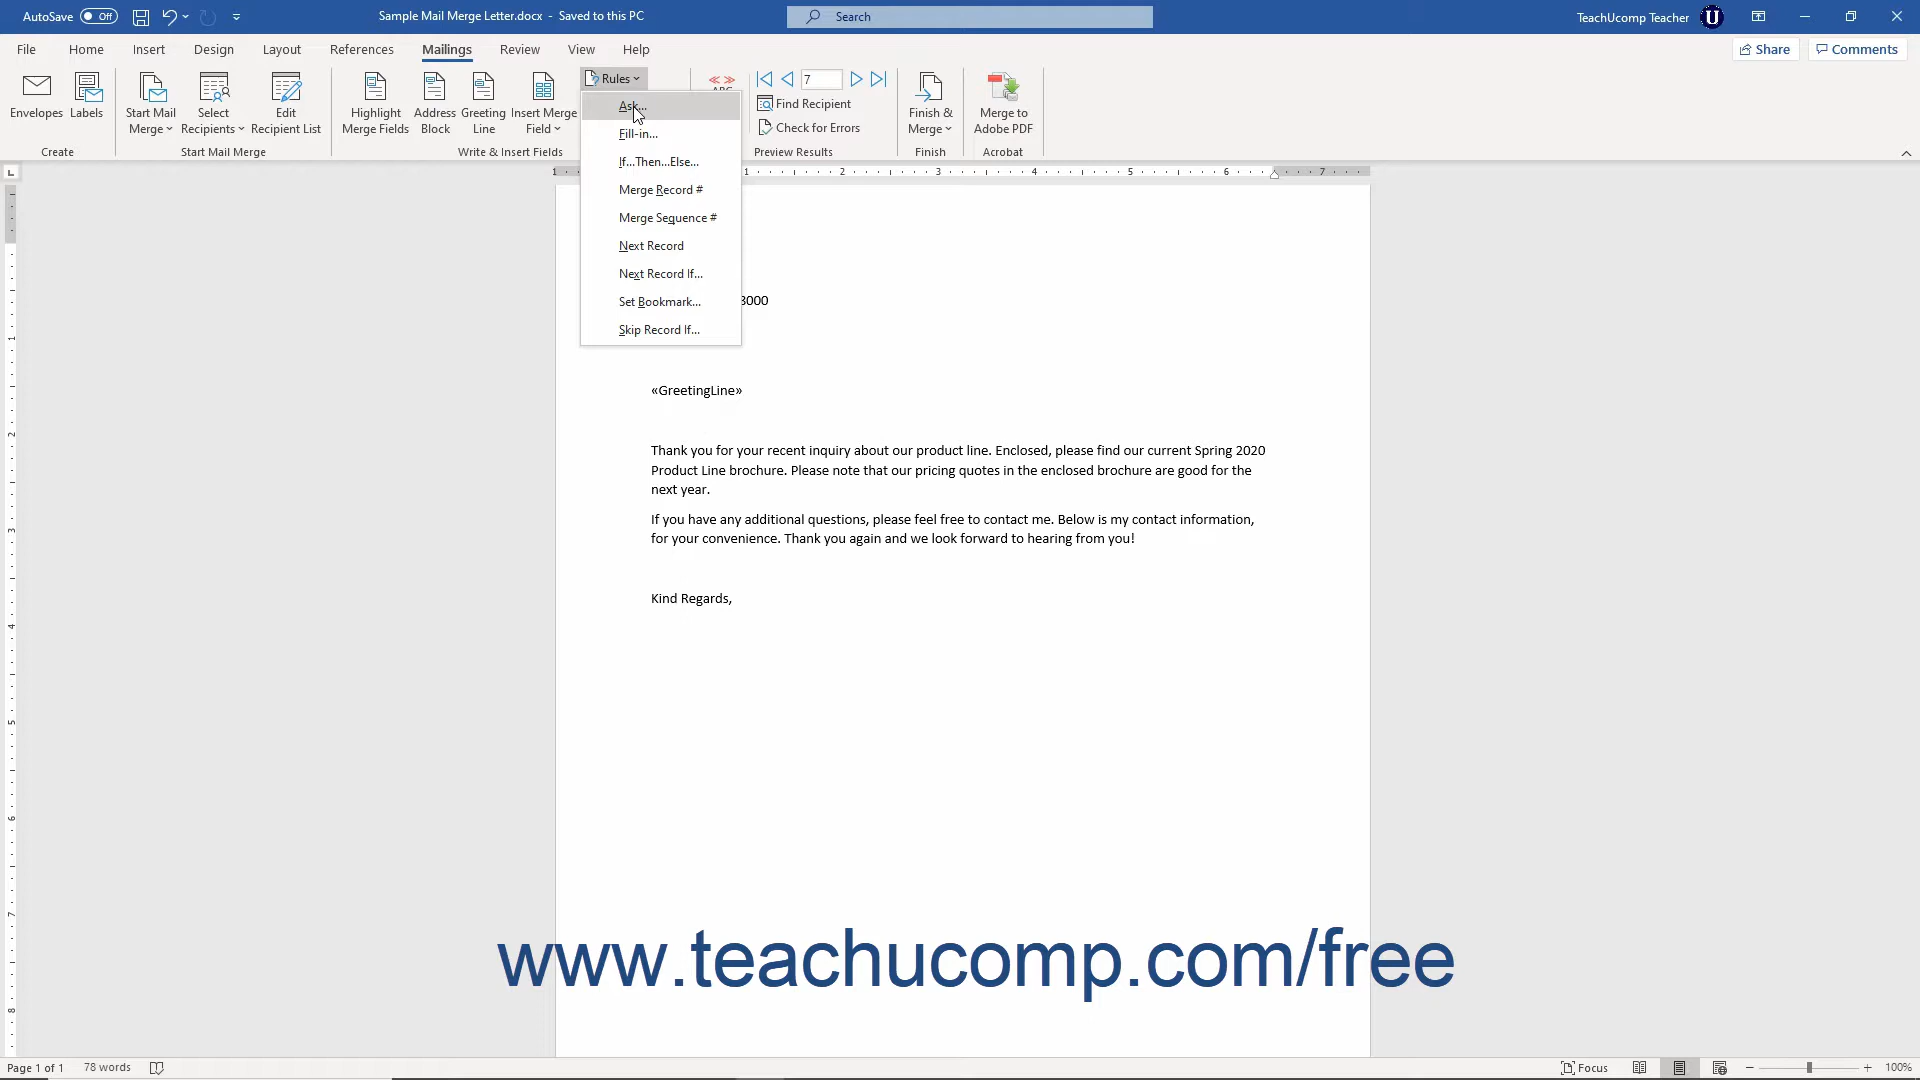 AutoSave Off Sample Mail Merge Letter.docx - Saved to this PC Search TeachUcomp Teacher U
File Home Insert Design Layout References Mailings Review View Help Share Comments
Envelopes Labels Start Mail Merge Select Recipients Edit Recipient List Highlight Merge Fields Address Block Greeting Line Insert Merge Field Rules 7 Find Recipient Check for Errors Finish & Merge Merge to Adobe PDF
Create Start Mail Merge Write & Insert Fields Preview Results Finish Acrobat
Ask...
Fill-in...
If...Then...Else...
Merge Record #
Merge Sequence #
Next Record
Next Record If...
Set Bookmark...
Skip Record If...
1 1 2 3 4 5 6 7
3000
«GreetingLine»
Thank you for your recent inquiry about our product line. Enclosed, please find our current Spring 2020
Product Line brochure. Please note that our pricing quotes in the enclosed brochure are good for the
next year.
If you have any additional questions, please feel free to contact me. Below is my contact information,
for your convenience. Thank you again and we look forward to hearing from you!
Kind Regards,
www.teachucomp.com/free
Page 1 of 1 78 words Focus 100%